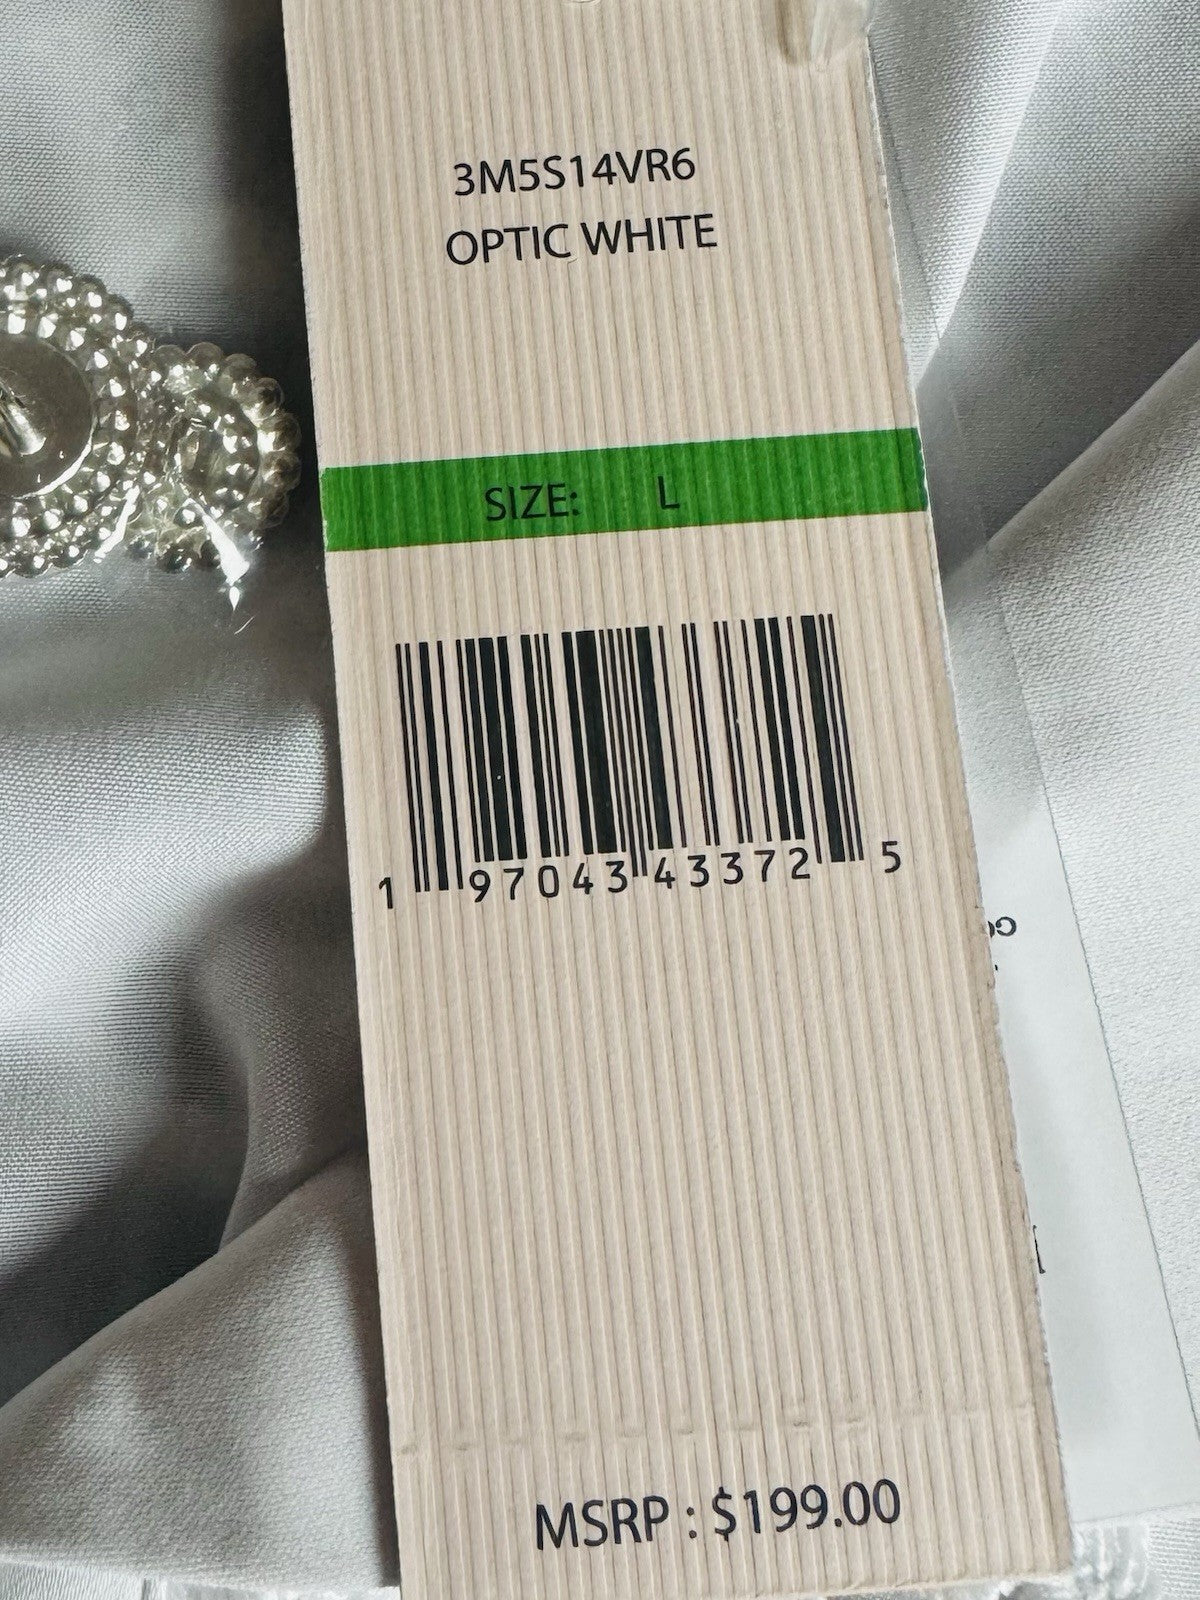 3M5S14VR6
OPTIC WHITE
SIZE: L
1 97043 43372 5
MSRP : $199.00